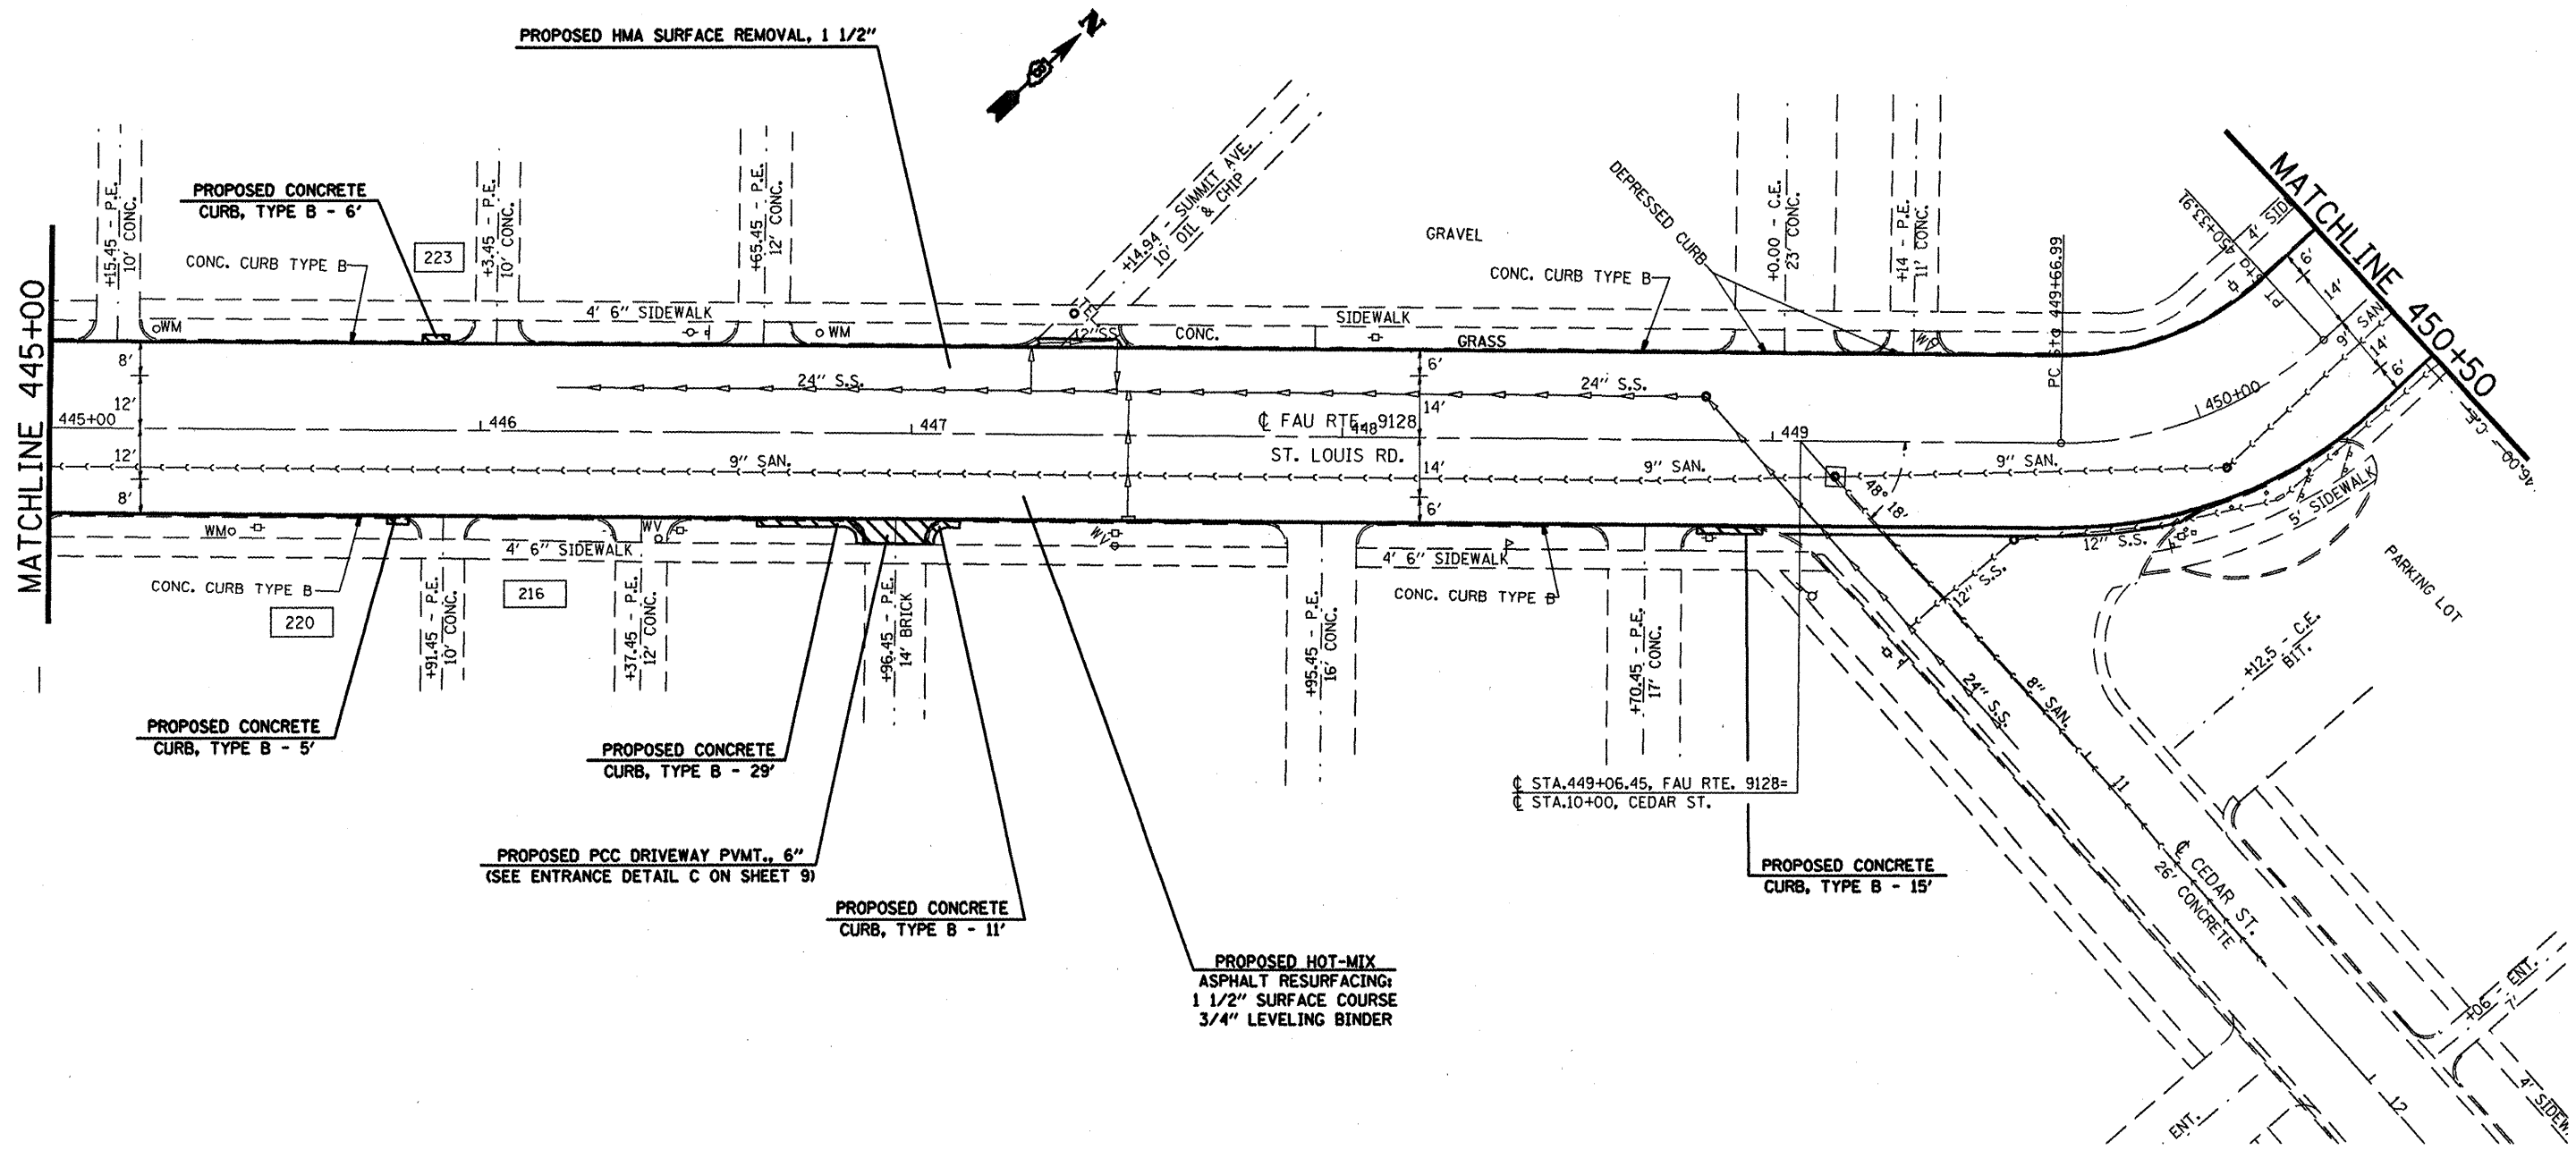 N
PROPOSED HMA SURFACE REMOVAL, 1 1/2"
MATCHLINE 445+00
+15.45 - P.E.
10' CONC.
PROPOSED CONCRETE
CURB, TYPE B - 6'
CONC. CURB TYPE B
223
+3.45 - P.E.
10' CONC.
+65.45 - P.E.
12' CONC.
+14.94 - SUMMIT AVE.
10' OIL & CHIP
GRAVEL
DEPRESSED CURB
CONC. CURB TYPE B
+0.00 - C.E.
23' CONC.
+14 - P.E.
11' CONC.
PC Sta 449+66.99
PT Sta 450+33.91
4' SID
MATCHLINE 450+50
WM
4' 6" SIDEWALK
WM
TEL
42" SS
CONC.
SIDEWALK
GRASS
WV
8'
12'
12'
8'
24" S.S.
24" S.S.
6'
14'
14'
6'
6'
14'
14'
6'
9" SAN
445+00
446
447
448
449
450+00
℄ FAU RTE. 9128
ST. LOUIS RD.
9" SAN.
9" SAN.
9" SAN.
48° 18'
WM
WV
WV
4' 6" SIDEWALK
4' 6" SIDEWALK
12" S.S.
5' SIDEWALK
C.E.
46.00
PARKING LOT
CONC. CURB TYPE B
220
216
+91.45 - P.E.
10' CONC.
+37.45 - P.E.
12' CONC.
+96.45 - P.E.
14' BRICK
+95.45 - P.E.
16' CONC.
CONC. CURB TYPE B
+70.45 - P.E.
17' CONC.
12" S.S.
24" S.S.
8" SAN.
+12.5 - C.E.
BIT.
PROPOSED CONCRETE
CURB, TYPE B - 5'
PROPOSED CONCRETE
CURB, TYPE B - 29'
℄ STA.449+06.45, FAU RTE. 9128=
℄ STA.10+00, CEDAR ST.
PROPOSED PCC DRIVEWAY PVMT., 6"
(SEE ENTRANCE DETAIL C ON SHEET 9)
PROPOSED CONCRETE
CURB, TYPE B - 11'
PROPOSED CONCRETE
CURB, TYPE B - 15'
11
℄ CEDAR ST.
26' CONCRETE
PROPOSED HOT-MIX
ASPHALT RESURFACING:
1 1/2" SURFACE COURSE
3/4" LEVELING BINDER
+06 - ENT.
7'
12
4' SIDEW.
ENT.